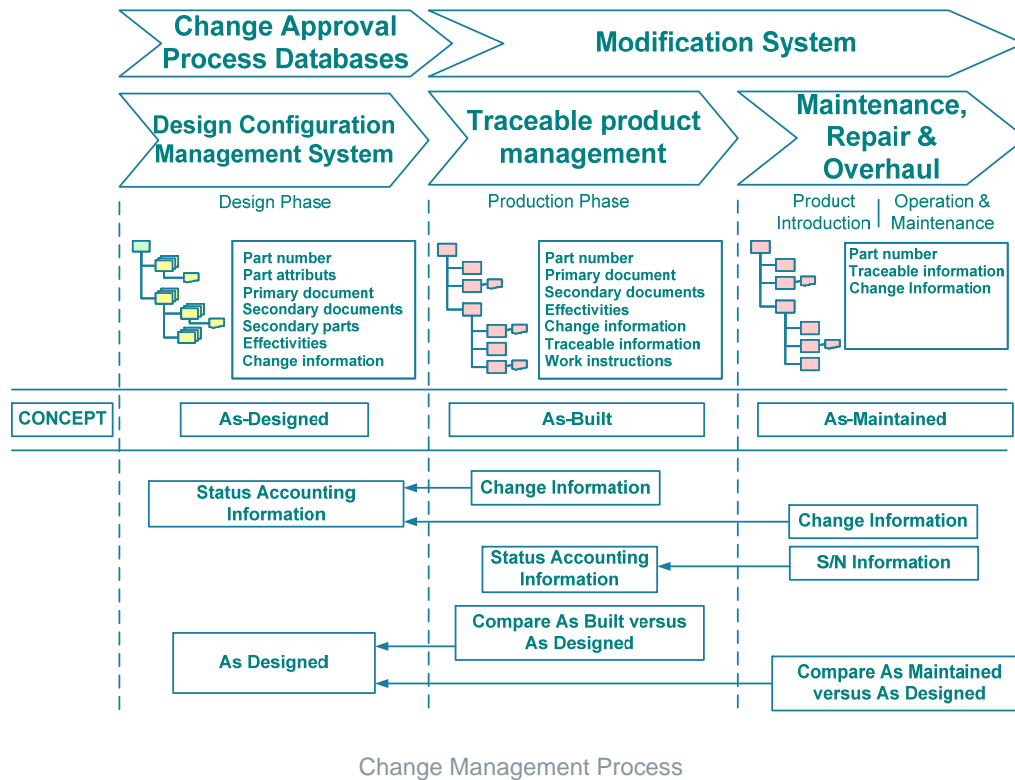 Change Approval
Process Databases
Modification System
Design Configuration
Management System
Traceable product
management
Maintenance,
Repair &
Overhaul
Design Phase
Production Phase
Product
Introduction
Operation &
Maintenance
Part number
Part attributs
Primary document
Secondary documents
Secondary parts
Effectivities
Change information
Part number
Primary document
Secondary documents
Effectivities
Change information
Traceable information
Work instructions
Part number
Traceable information
Change Information
CONCEPT
As-Designed
As-Built
As-Maintained
Status Accounting
Information
Change Information
Change Information
Status Accounting
Information
S/N Information
Compare As Built versus
As Designed
As Designed
Compare As Maintained
versus As Designed
Change Management Process